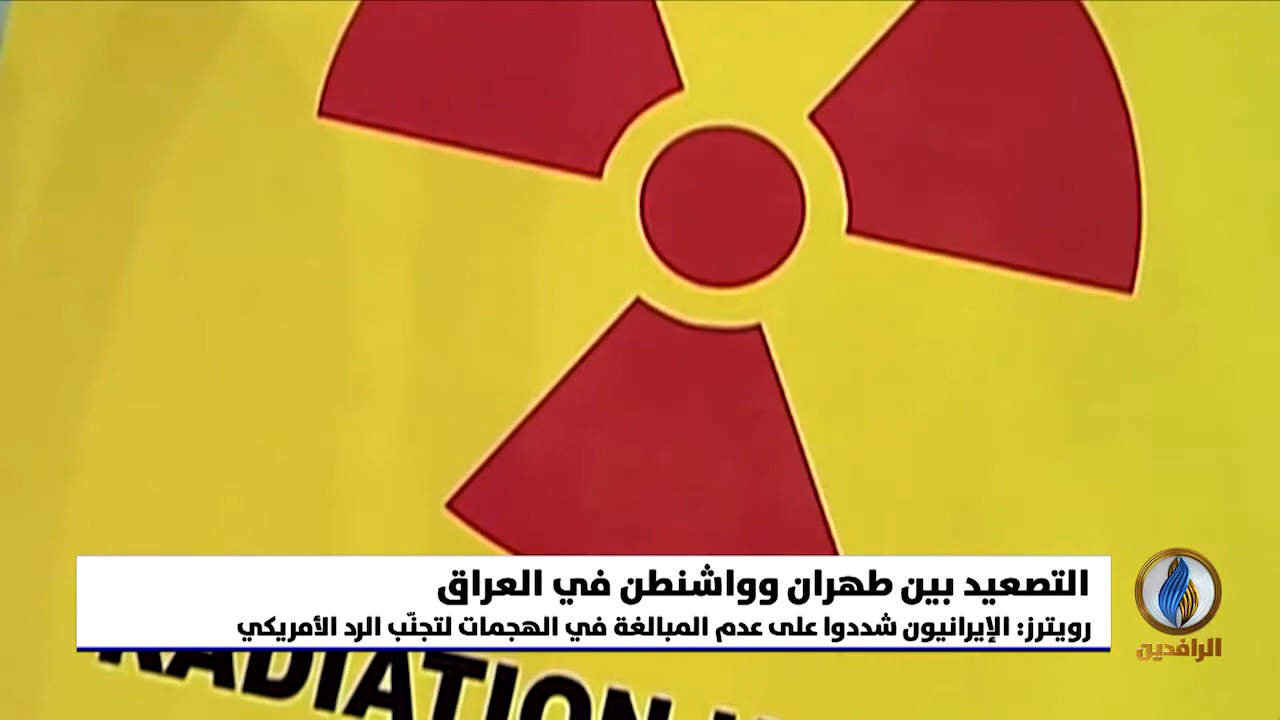 التصعيد بين طهران وواشنطن في العراق
رويترز: الإيرانيون شددوا على عدم المبالغة في الهجمات لتجنّب الرد الأمريكي
الرافدين
RADIATION